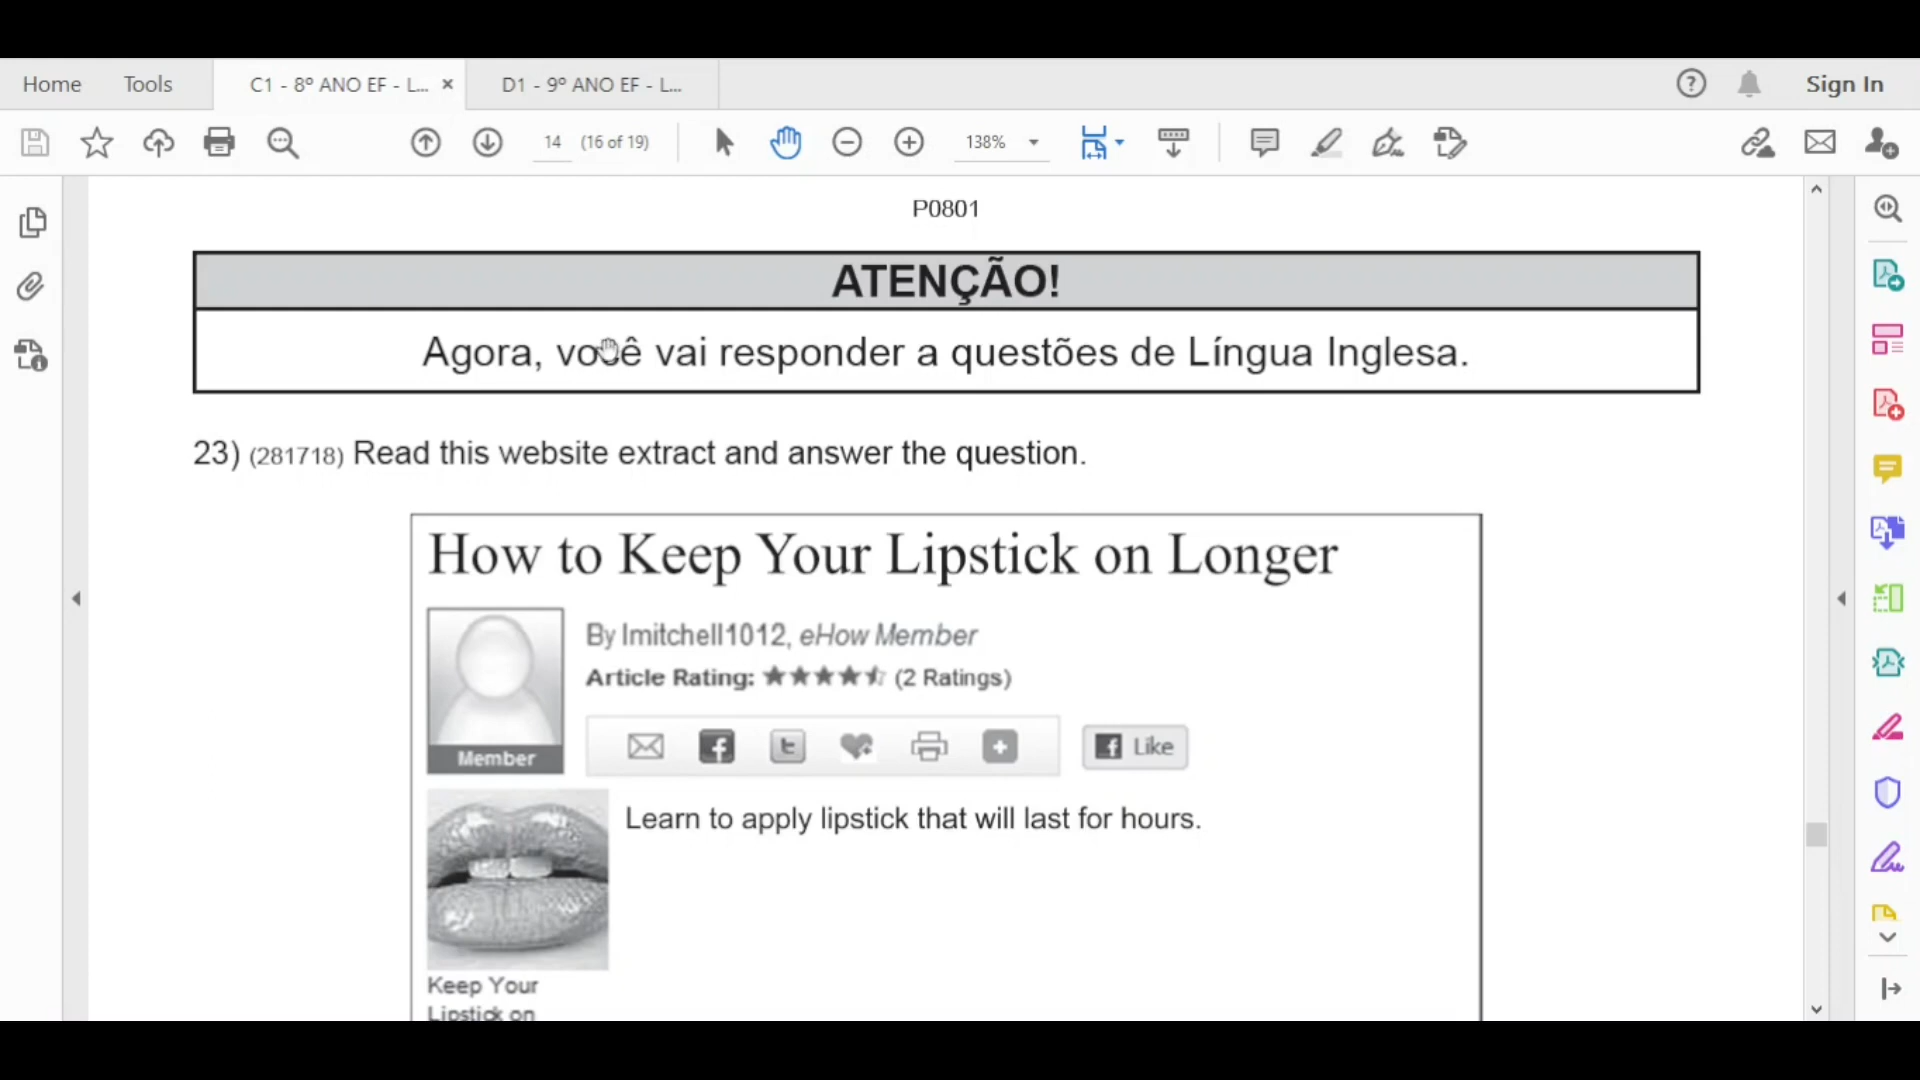 Home Tools C1 - 8º ANO EF - L... × D1 - 9º ANO EF - L... Sign In
14 (16 of 19) 138%
P0801
ATENÇÃO!
Agora, você vai responder a questões de Língua Inglesa.
23) (281718) Read this website extract and answer the question.
How to Keep Your Lipstick on Longer
By lmitchell1012, eHow Member
Article Rating: ★★★★⯪ (2 Ratings)
Member
Like
Learn to apply lipstick that will last for hours.
Keep Your
Lipstick on